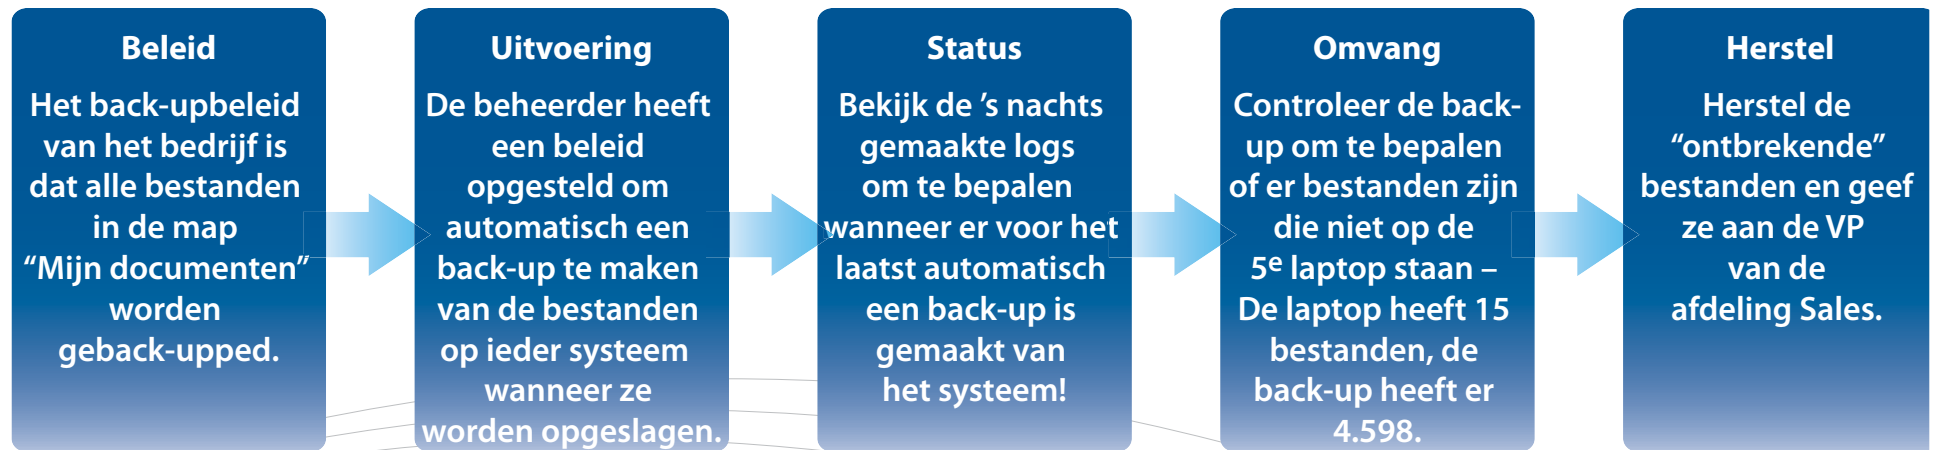 Beleid
Het back-upbeleid
van het bedrijf is
dat alle bestanden
in de map
“Mijn documenten”
worden
geback-upped.
Uitvoering
De beheerder heeft
een beleid
opgesteld om
automatisch een
back-up te maken
van de bestanden
op ieder systeem
wanneer ze
worden opgeslagen.
Status
Bekijk de ’s nachts
gemaakte logs
om te bepalen
wanneer er voor het
laatst automatisch
een back-up is
gemaakt van
het systeem!
Omvang
Controleer de back-
up om te bepalen
of er bestanden zijn
die niet op de
5e laptop staan –
De laptop heeft 15
bestanden, de
back-up heeft er
4.598.
Herstel
Herstel de
“ontbrekende”
bestanden en geef
ze aan de VP
van de
afdeling Sales.